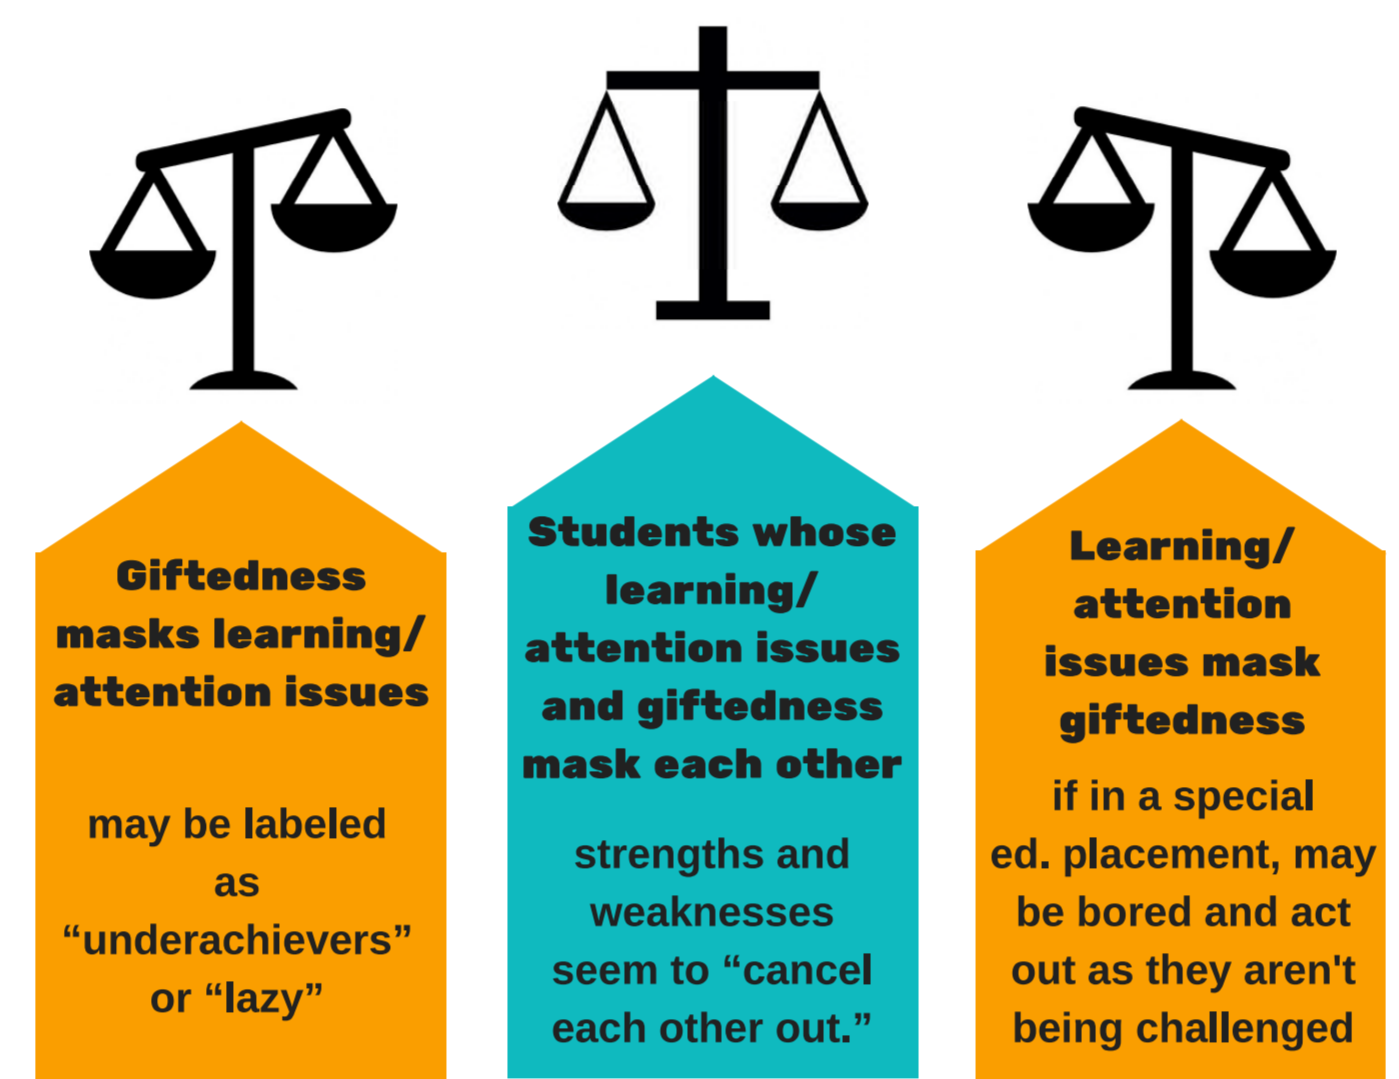 Giftedness
masks learning/
attention issues
may be labeled
as
“underachievers”
or “lazy”
Students whose
learning/
attention issues
and giftedness
mask each other
strengths and
weaknesses
seem to “cancel
each other out.”
Learning/
attention
issues mask
giftedness
if in a special
ed. placement, may
be bored and act
out as they aren't
being challenged